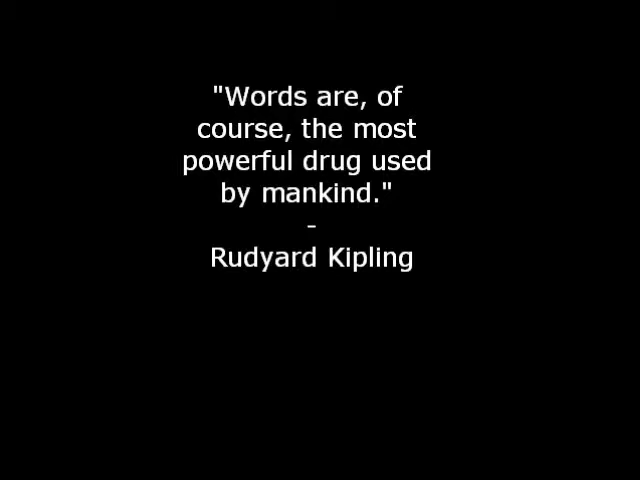 "Words are, of
course, the most
powerful drug used
by mankind."
-
Rudyard Kipling